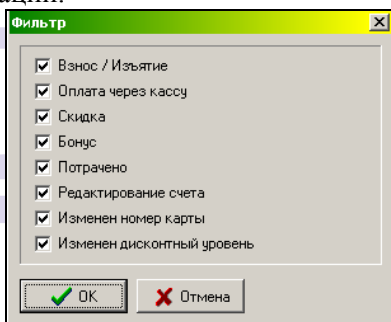 ации.
Фильтр
Взнос / Изъятие
Оплата через кассу
Скидка
Бонус
Потрачено
Редактирование счета
Изменен номер карты
Изменен дисконтный уровень
OK
Отмена